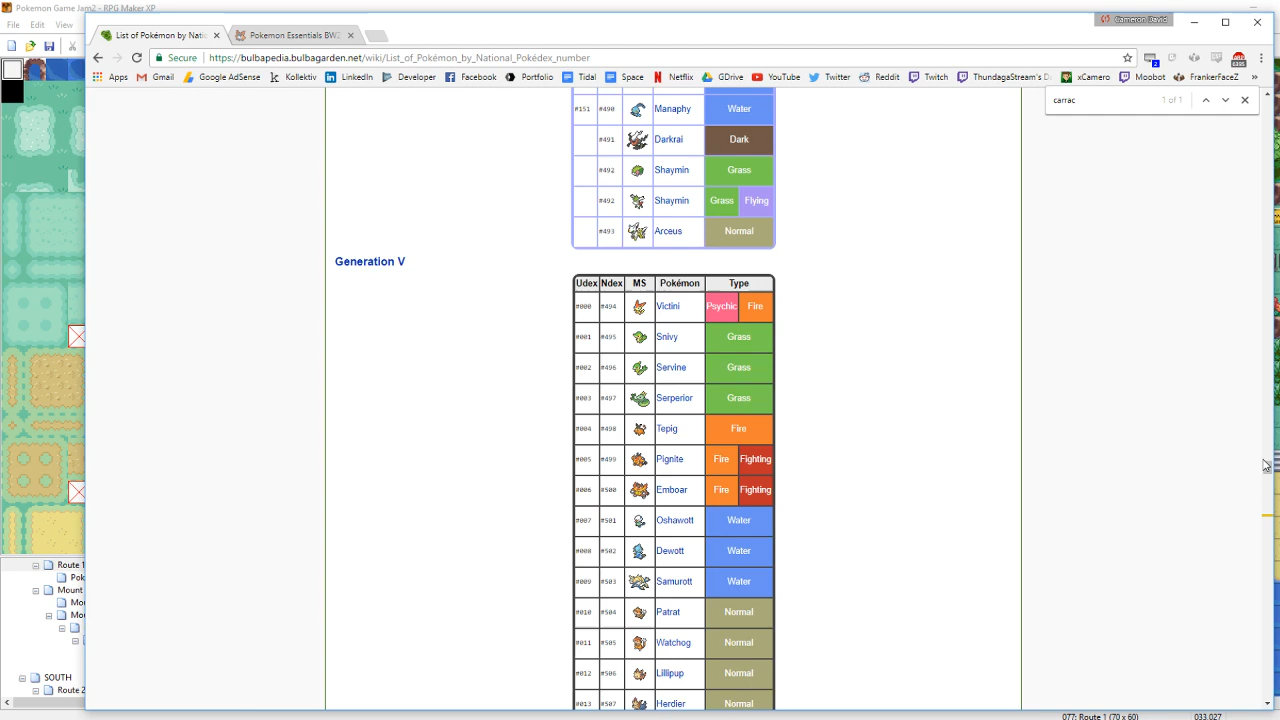 Pokemon Game Jam2 - RPG Maker XP
Cameron David
File Edit View
List of Pokémon by Natio
Pokemon Essentials BW2
Secure https://bulbapedia.bulbagarden.net/wiki/List_of_Pokémon_by_National_Pokédex_number
Apps Gmail Google AdSense Kollektiv LinkedIn Developer Facebook Portfolio Tidal Space Netflix GDrive YouTube Twitter Reddit Twitch ThundagaStream's D xCamero Moobot FrankerFaceZ »
carrac 1 of 1
#151 #490 Manaphy Water
#491 Darkrai Dark
#492 Shaymin Grass
#492 Shaymin Grass Flying
#493 Arceus Normal
Generation V
Udex Ndex MS Pokémon Type
#000 #494 Victini Psychic Fire
#001 #495 Snivy Grass
#002 #496 Servine Grass
#003 #497 Serperior Grass
#004 #498 Tepig Fire
#005 #499 Pignite Fire Fighting
#006 #500 Emboar Fire Fighting
#007 #501 Oshawott Water
#008 #502 Dewott Water
#009 #503 Samurott Water
#010 #504 Patrat Normal
#011 #505 Watchog Normal
#012 #506 Lillipup Normal
#013 #507 Herdier Normal
Route 1
Pok
Mount
Mou
Mou
SOUTH
Route 2
077: Route 1 (70 x 60) 033.027